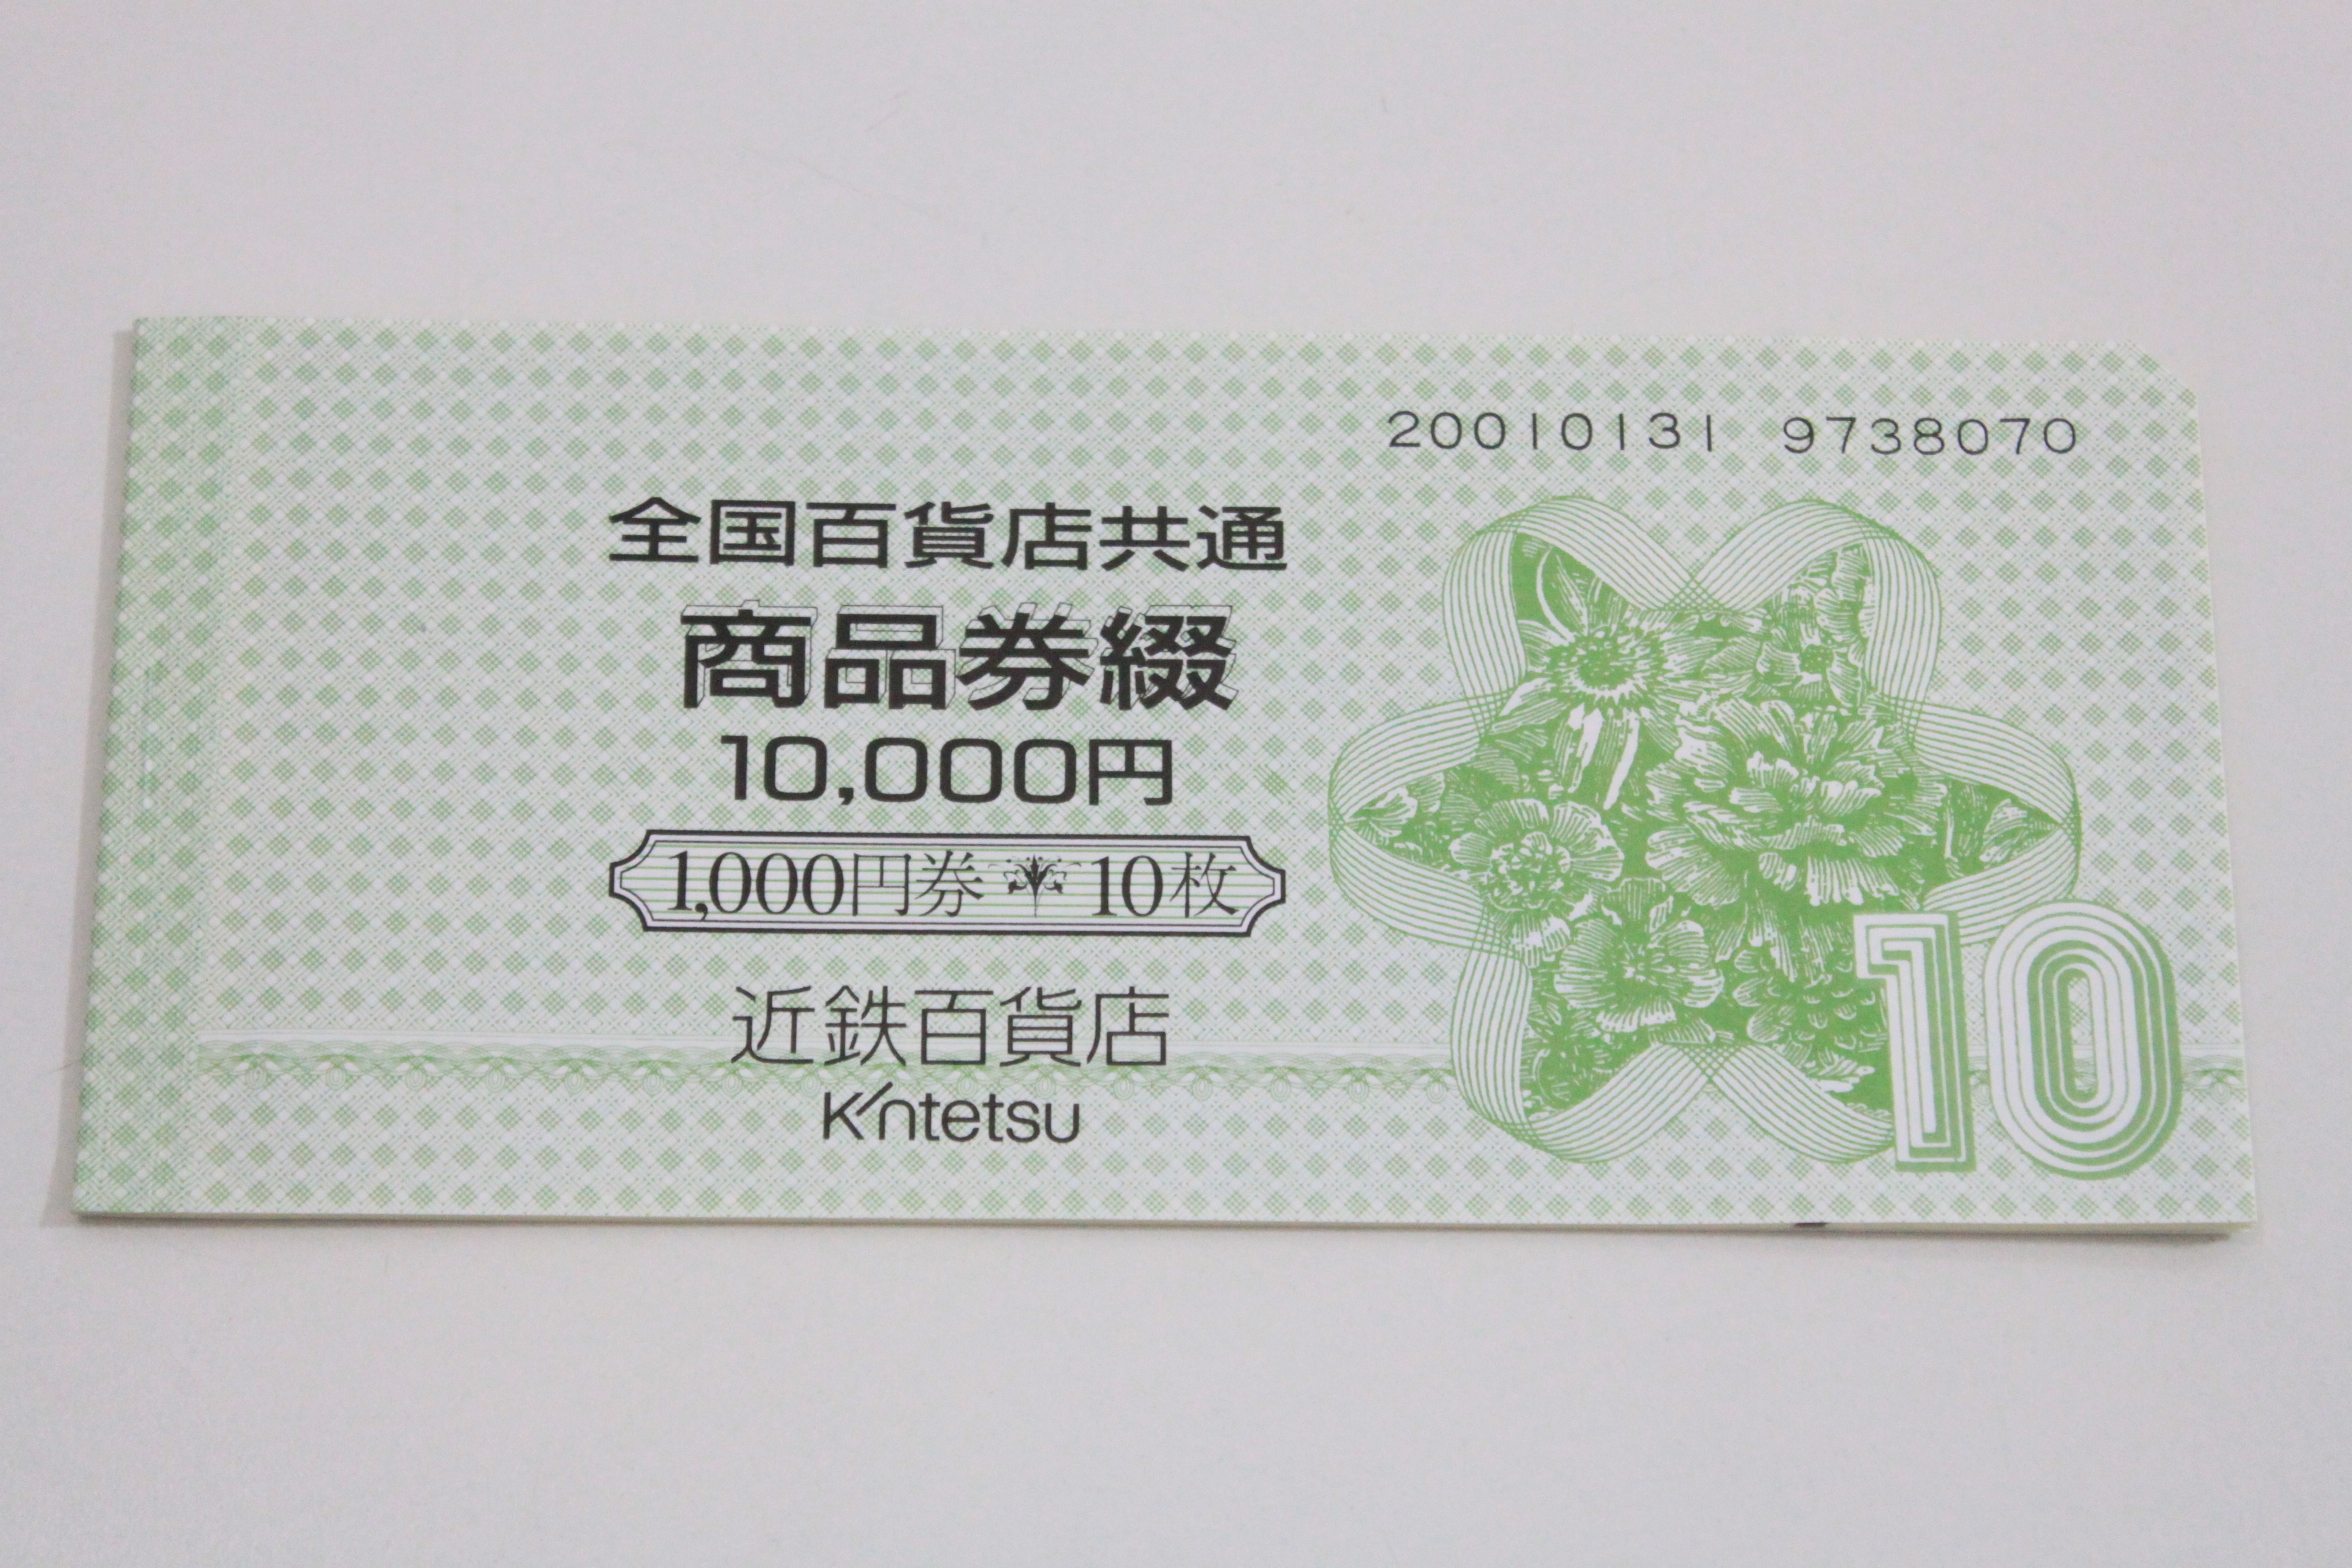 20010131 9738070
全国百貨店共通
商品券綴
10,000円
1,000円券 10枚
近鉄百貨店
Kintetsu
10